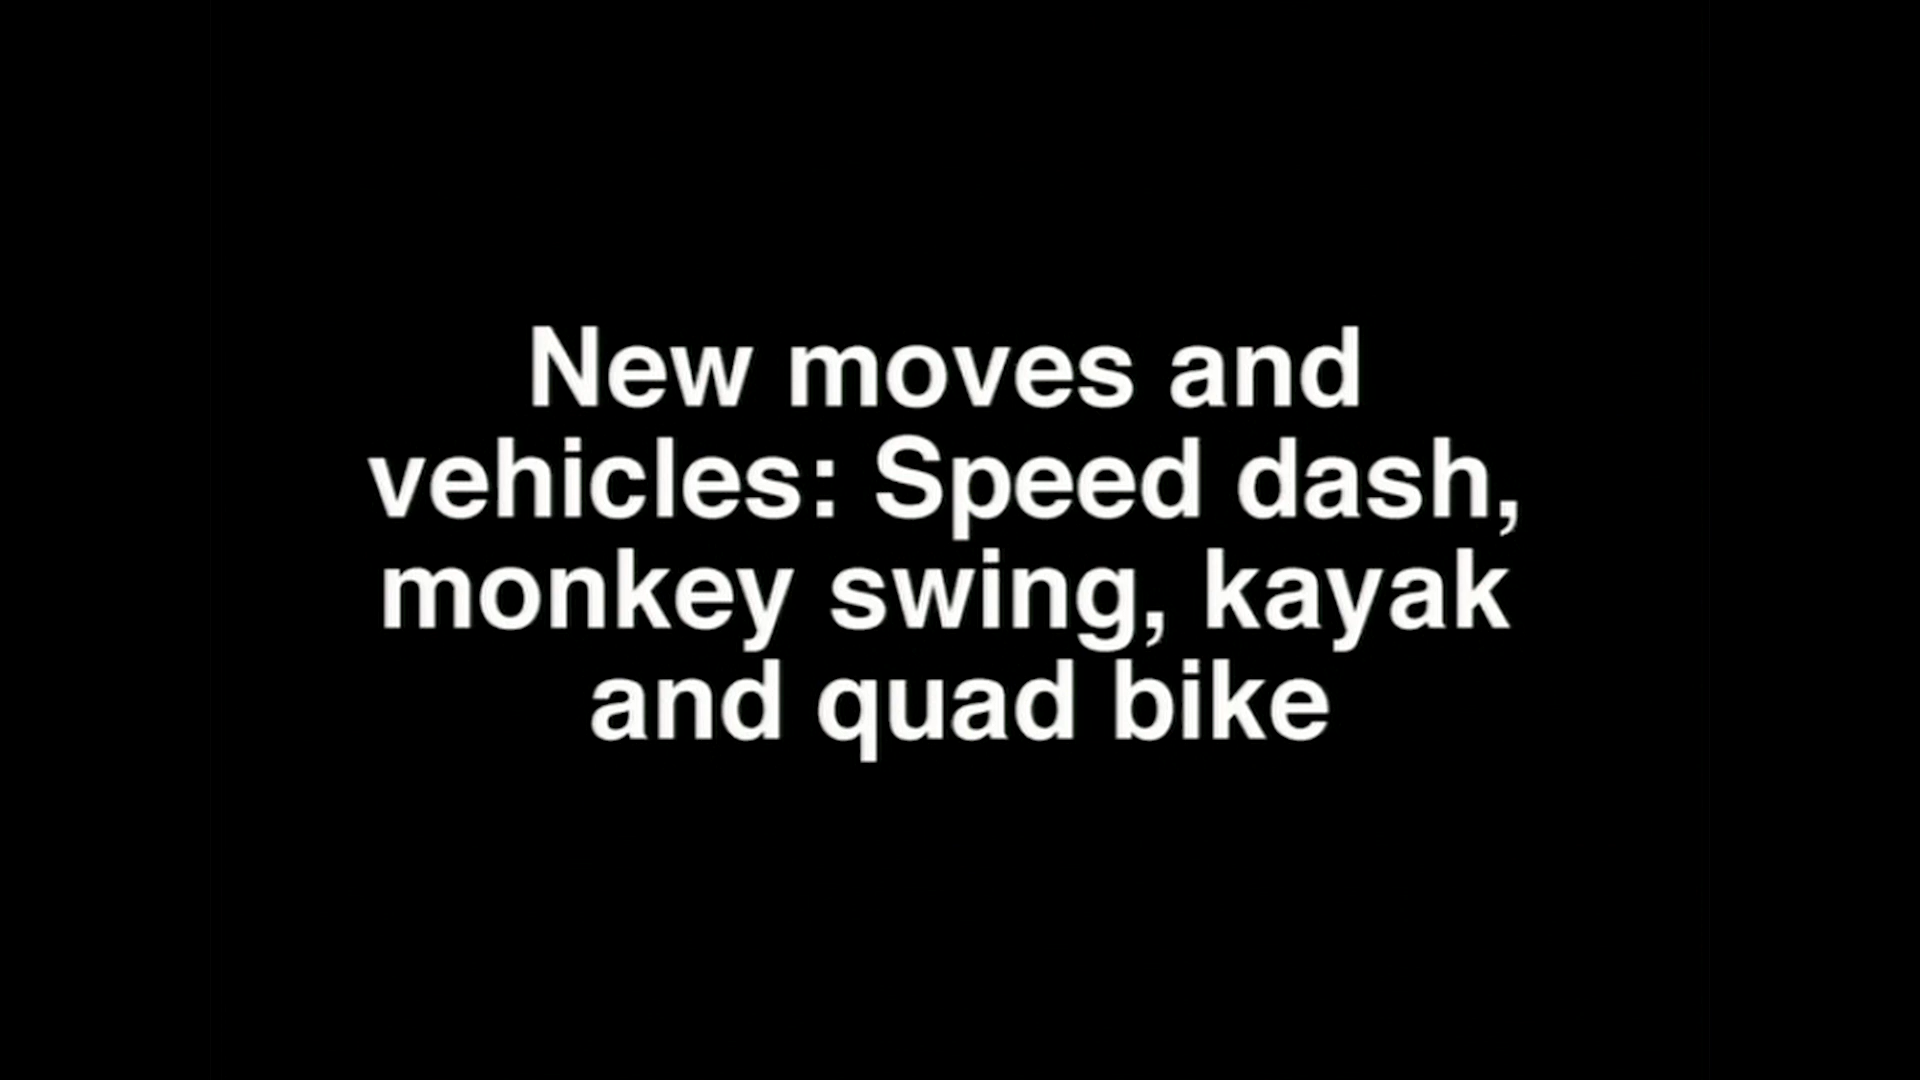 New moves and
vehicles: Speed dash,
monkey swing, kayak
and quad bike